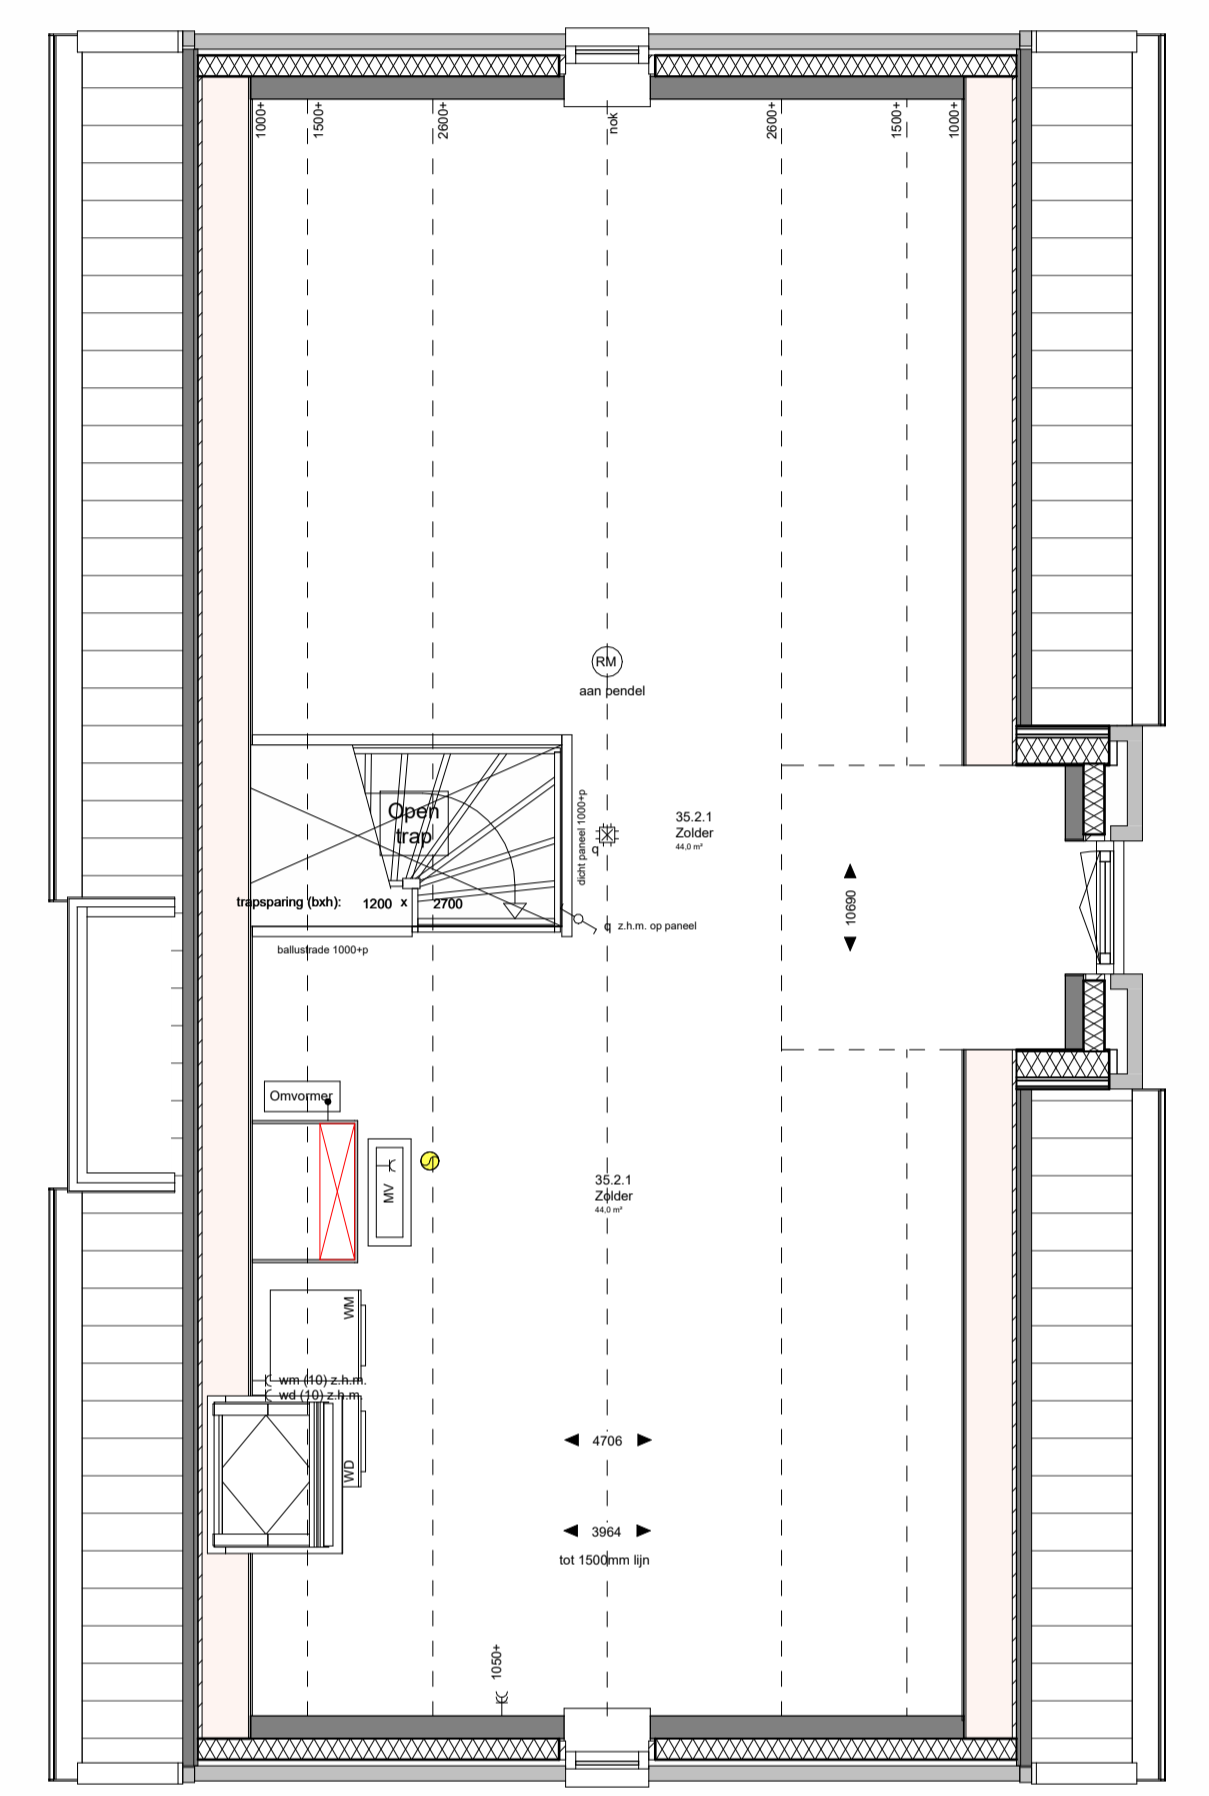 1000+
1500+
2600+
nok
2600+
1500+
1000+
RM
aan pendel
Open
trap
dicht paneel 1000+p
35.2.1
Zolder
44,0 m²
q
10690
trapsparing (bxh): 1200 x 2700
q z.h.m. op paneel
ballustrade 1000+p
Omvormer
MV
35.2.1
Zolder
44,0 m²
WM
wm (10) z.h.m.
wd (10) z.h.m.
WD
4706
3964
tot 1500mm lijn
1050+